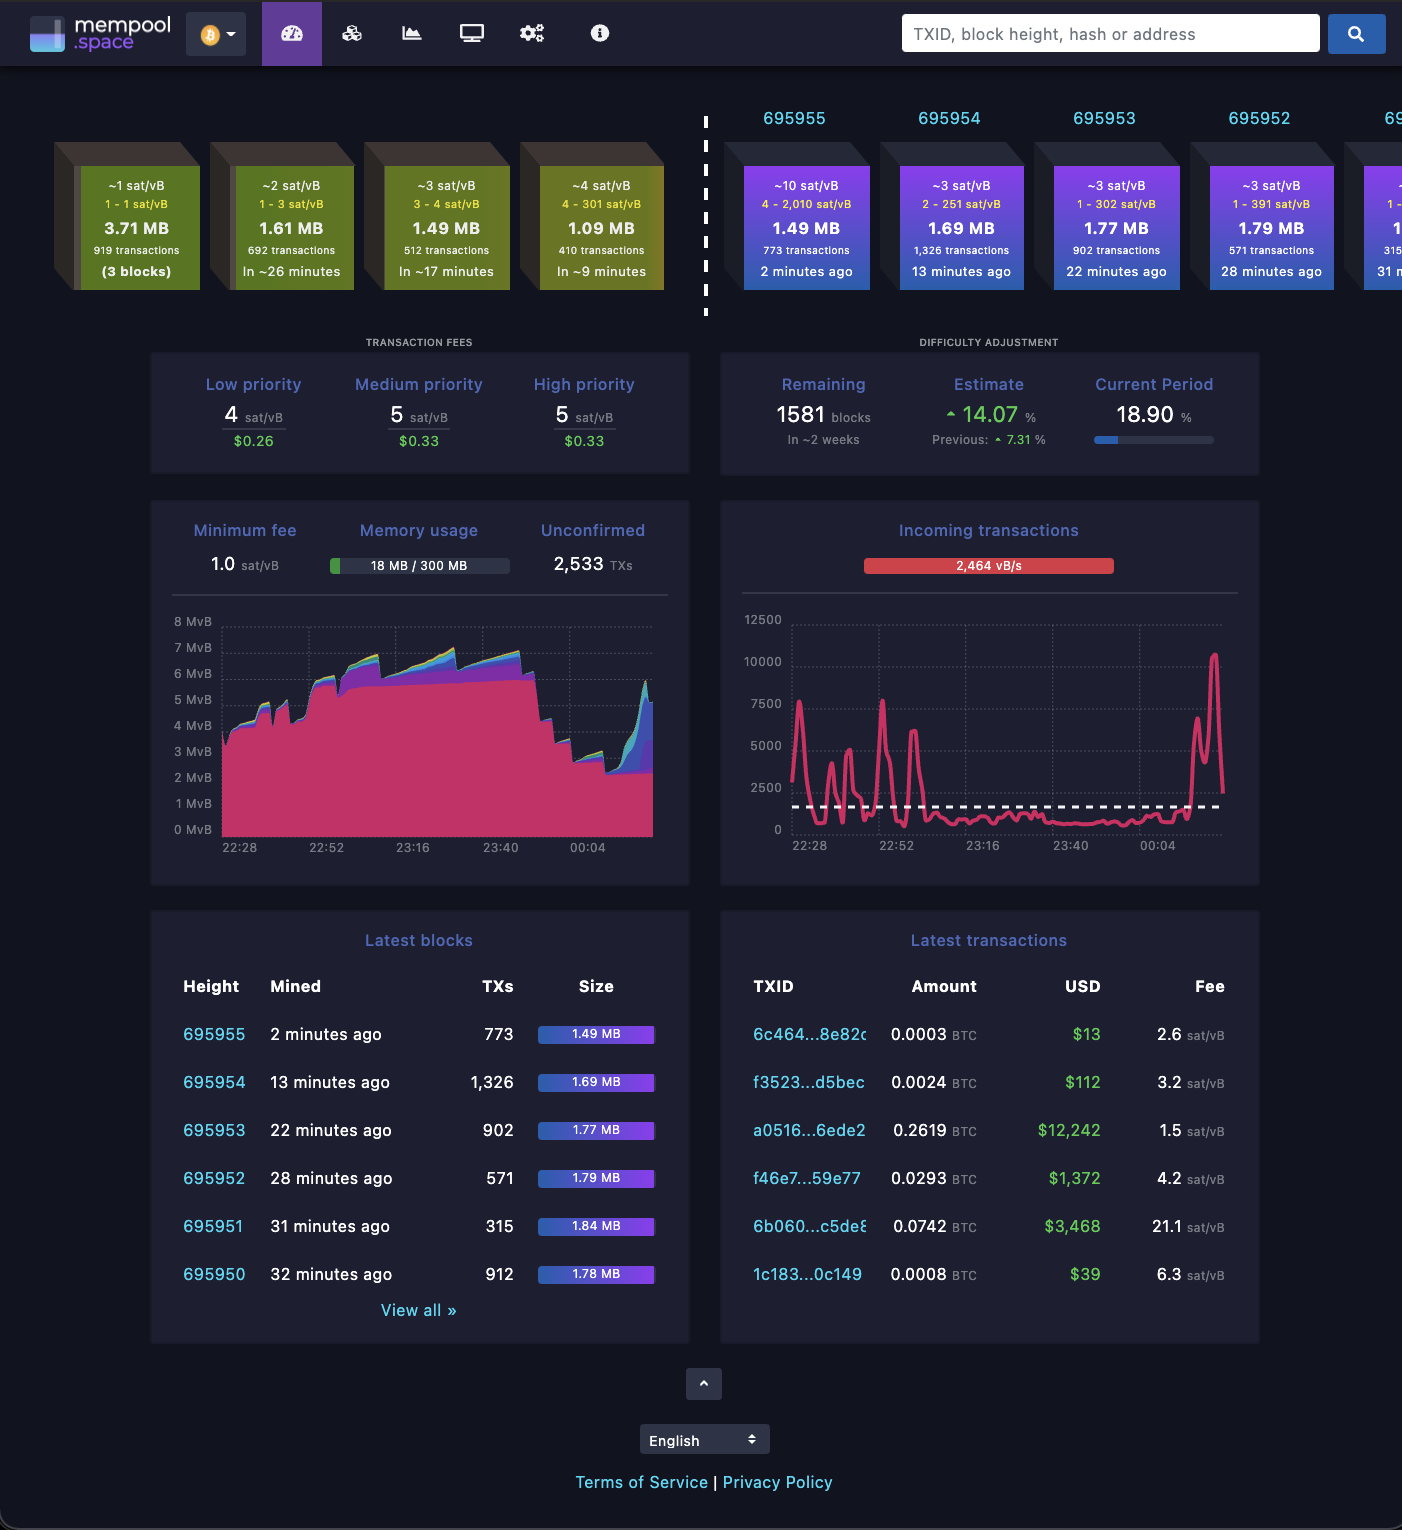 mempool
.space
TXID, block height, hash or address
695955
695954
695953
695952
~1 sat/vB
1 - 1 sat/vB
3.71 MB
919 transactions
(3 blocks)
~2 sat/vB
1 - 3 sat/vB
1.61 MB
692 transactions
In ~26 minutes
~3 sat/vB
3 - 4 sat/vB
1.49 MB
512 transactions
In ~17 minutes
~4 sat/vB
4 - 301 sat/vB
1.09 MB
410 transactions
In ~9 minutes
~10 sat/vB
4 - 2,010 sat/vB
1.49 MB
773 transactions
2 minutes ago
~3 sat/vB
2 - 251 sat/vB
1.69 MB
1,326 transactions
13 minutes ago
~3 sat/vB
1 - 302 sat/vB
1.77 MB
902 transactions
22 minutes ago
~3 sat/vB
1 - 391 sat/vB
1.79 MB
571 transactions
28 minutes ago
TRANSACTION FEES
Low priority Medium priority High priority
4 sat/vB 5 sat/vB 5 sat/vB
$0.26 $0.33 $0.33
DIFFICULTY ADJUSTMENT
Remaining Estimate Current Period
1581 blocks 14.07 % 18.90 %
In ~2 weeks Previous: 7.31 %
Minimum fee Memory usage Unconfirmed
1.0 sat/vB 18 MB / 300 MB 2,533 TXs
8 MvB
7 MvB
6 MvB
5 MvB
4 MvB
3 MvB
2 MvB
1 MvB
0 MvB
22:28 22:52 23:16 23:40 00:04
Incoming transactions
2,464 vB/s
12500
10000
7500
5000
2500
0
22:28 22:52 23:16 23:40 00:04
Latest blocks
Height Mined TXs Size
695955 2 minutes ago 773 1.49 MB
695954 13 minutes ago 1,326 1.69 MB
695953 22 minutes ago 902 1.77 MB
695952 28 minutes ago 571 1.79 MB
695951 31 minutes ago 315 1.84 MB
695950 32 minutes ago 912 1.78 MB
View all »
Latest transactions
TXID Amount USD Fee
6c464...8e82c 0.0003 BTC $13 2.6 sat/vB
f3523...d5bec 0.0024 BTC $112 3.2 sat/vB
a0516...6ede2 0.2619 BTC $12,242 1.5 sat/vB
f46e7...59e77 0.0293 BTC $1,372 4.2 sat/vB
6b060...c5de8 0.0742 BTC $3,468 21.1 sat/vB
1c183...0c149 0.0008 BTC $39 6.3 sat/vB
English
Terms of Service | Privacy Policy